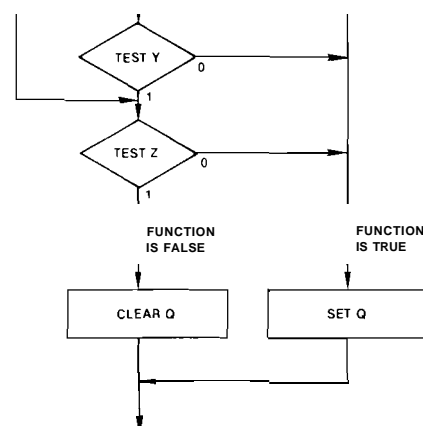 TEST Y
0
1
TEST Z
0
1
FUNCTION
IS FALSE
FUNCTION
IS TRUE
CLEAR Q
SET Q